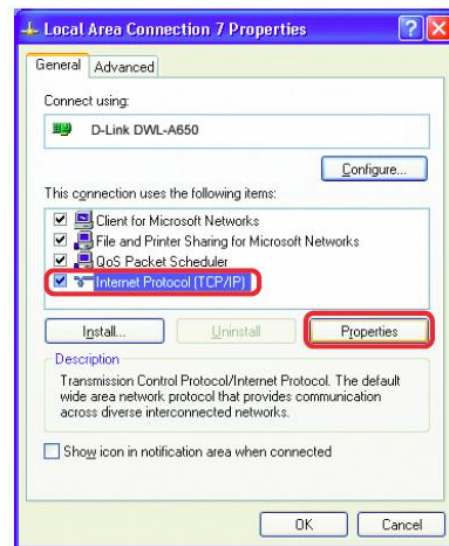 Local Area Connection 7 Properties
General Advanced
Connect using:
D-Link DWL-A650
Configure...
This connection uses the following items:
Client for Microsoft Networks
File and Printer Sharing for Microsoft Networks
QoS Packet Scheduler
Internet Protocol (TCP/IP)
Install... Uninstall Properties
Description
Transmission Control Protocol/Internet Protocol. The default
wide area network protocol that provides communication
across diverse interconnected networks.
Show icon in notification area when connected
OK Cancel